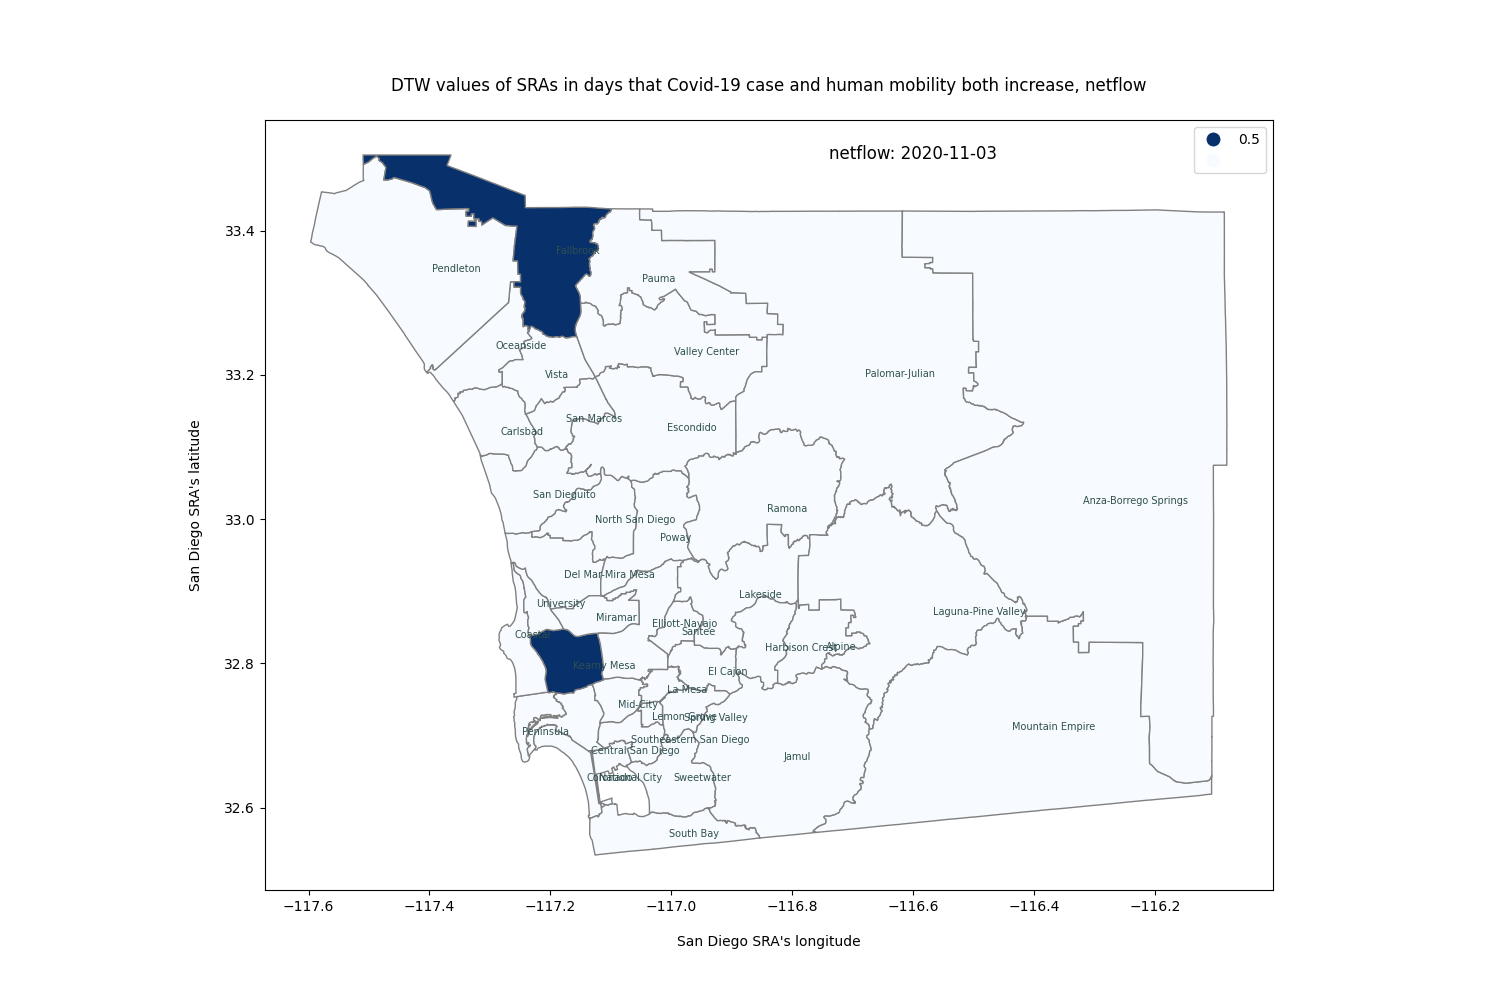 DTW values of SRAs in days that Covid-19 case and human mobility both increase, netflow
netflow: 2020-11-03
0.5
33.4
33.2
33.0
32.8
32.6
San Diego SRA's latitude
Fallbrook
Pendleton
Pauma
Oceanside
Valley Center
Vista
Palomar-Julian
San Marcos
Carlsbad
Escondido
San Dieguito
Anza-Borrego Springs
Ramona
North San Diego
Poway
Del Mar-Mira Mesa
Lakeside
University
Miramar
Laguna-Pine Valley
Elliott-Navajo
Santee
Coastal
Harbison Crest
Alpine
Kearny Mesa
El Cajon
La Mesa
Mid-City
Lemon Grove
Spring Valley
Mountain Empire
Peninsula
Southeastern San Diego
Central San Diego
Jamul
Coronado
National City
Sweetwater
South Bay
−117.6
−117.4
−117.2
−117.0
−116.8
−116.6
−116.4
−116.2
San Diego SRA's longitude